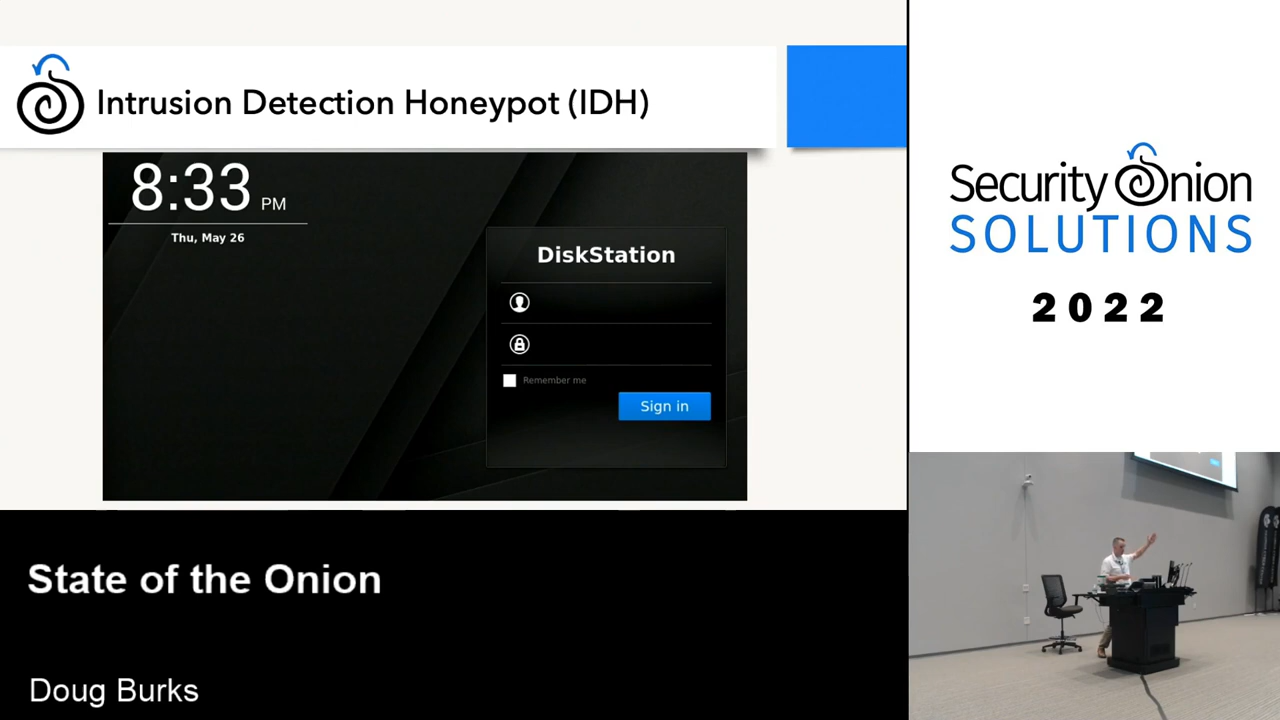 Intrusion Detection Honeypot (IDH)
8:33 PM
Thu, May 26
DiskStation
Remember me
Sign in
Security Onion
SOLUTIONS
2022
State of the Onion
Doug Burks